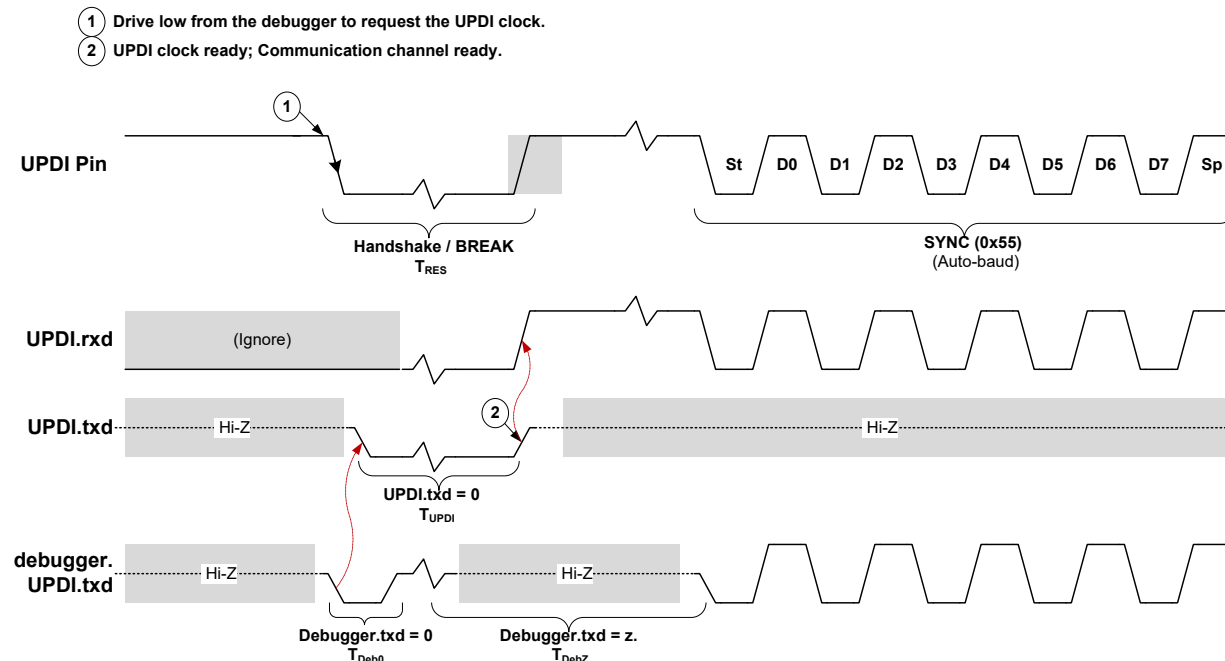 1 Drive low from the debugger to request the UPDI clock.
2 UPDI clock ready; Communication channel ready.
1
UPDI Pin
St D0 D1 D2 D3 D4 D5 D6 D7 Sp
Handshake / BREAK
TRES
SYNC (0x55)
(Auto-baud)
UPDI.rxd
(Ignore)
2
UPDI.txd
Hi-Z
Hi-Z
UPDI.txd = 0
TUPDI
debugger.
UPDI.txd
Hi-Z
Hi-Z
Debugger.txd = 0
TDeb0
Debugger.txd = z.
TDebZ